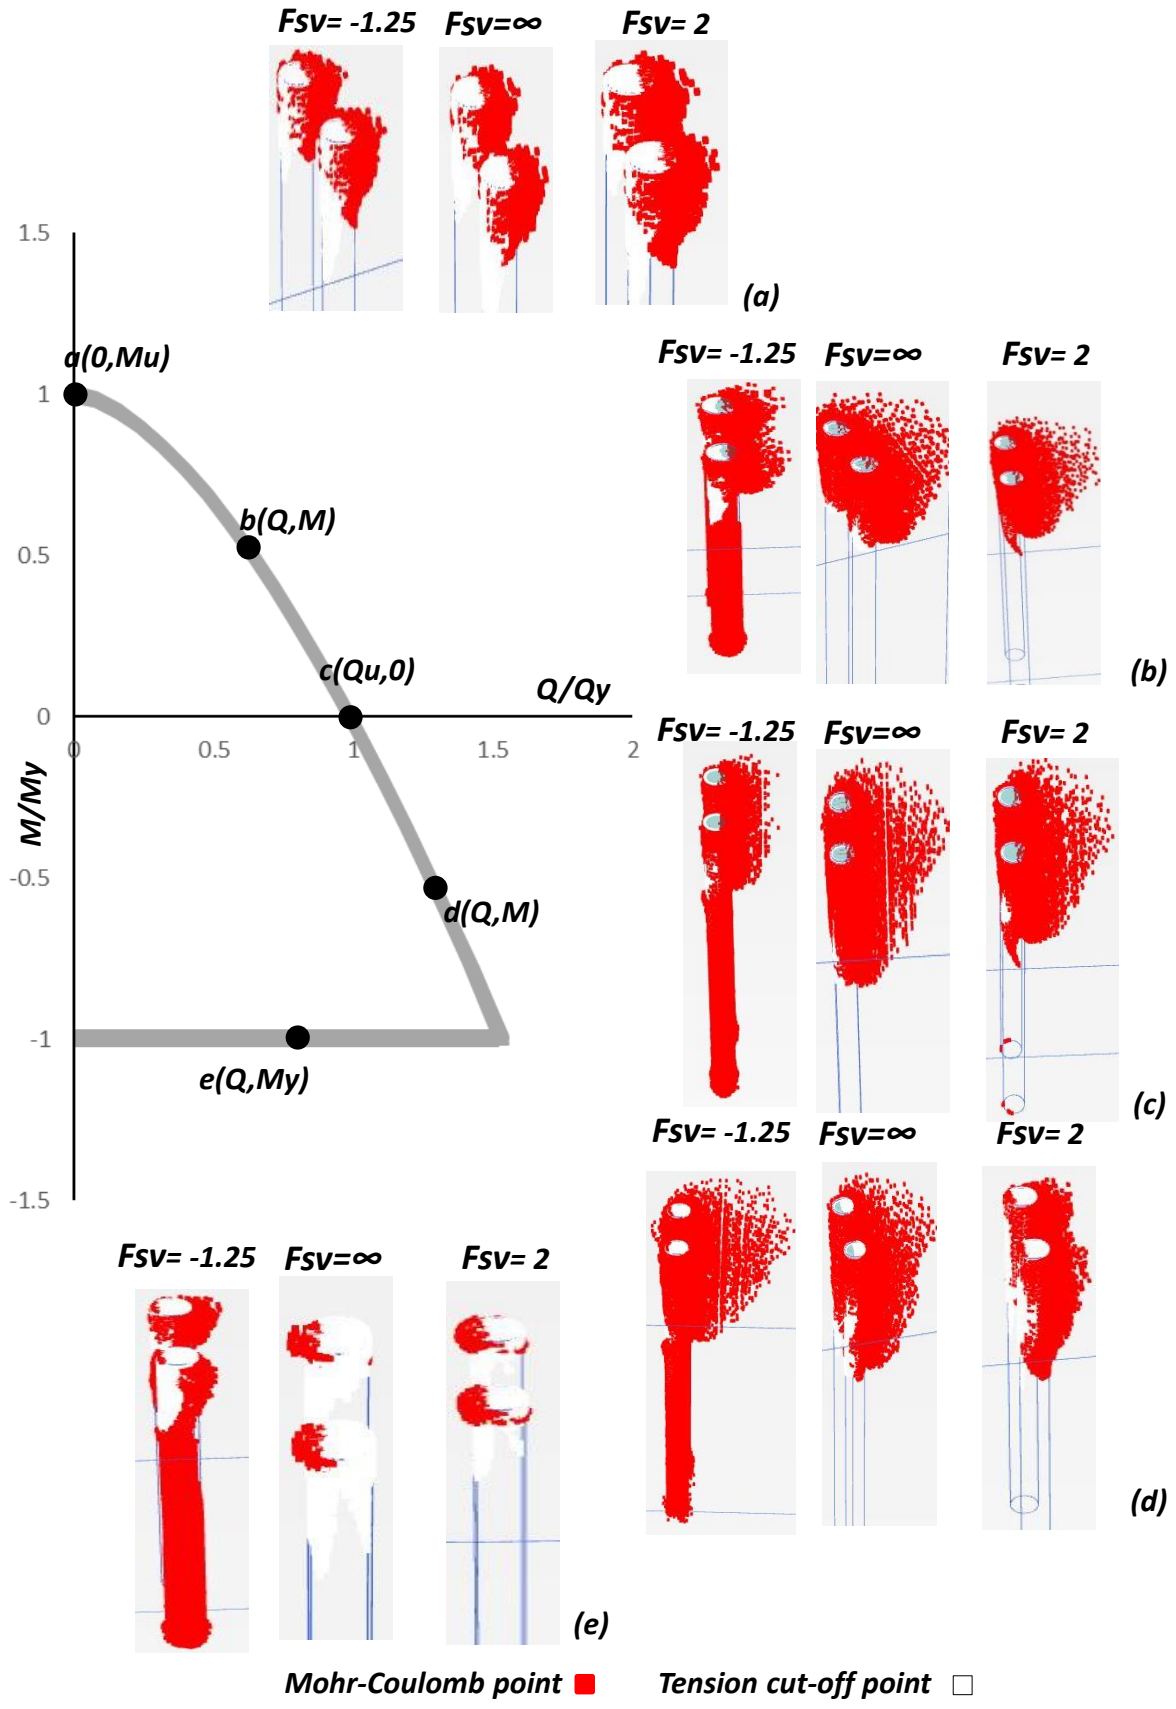 Fsv= -1.25 Fsv=∞ Fsv= 2
(a)
1.5
a(0,Mu)
1
Fsv= -1.25 Fsv=∞ Fsv= 2
(b)
b(Q,M)
0.5
c(Qu,0)
Q/Qy
0
0 0.5 1 1.5 2
M/My
Fsv= -1.25 Fsv=∞ Fsv= 2
(c)
-0.5
d(Q,M)
-1
e(Q,My)
-1.5
Fsv= -1.25 Fsv=∞ Fsv= 2
(d)
Fsv= -1.25 Fsv=∞ Fsv= 2
(e)
Mohr-Coulomb point Tension cut-off point